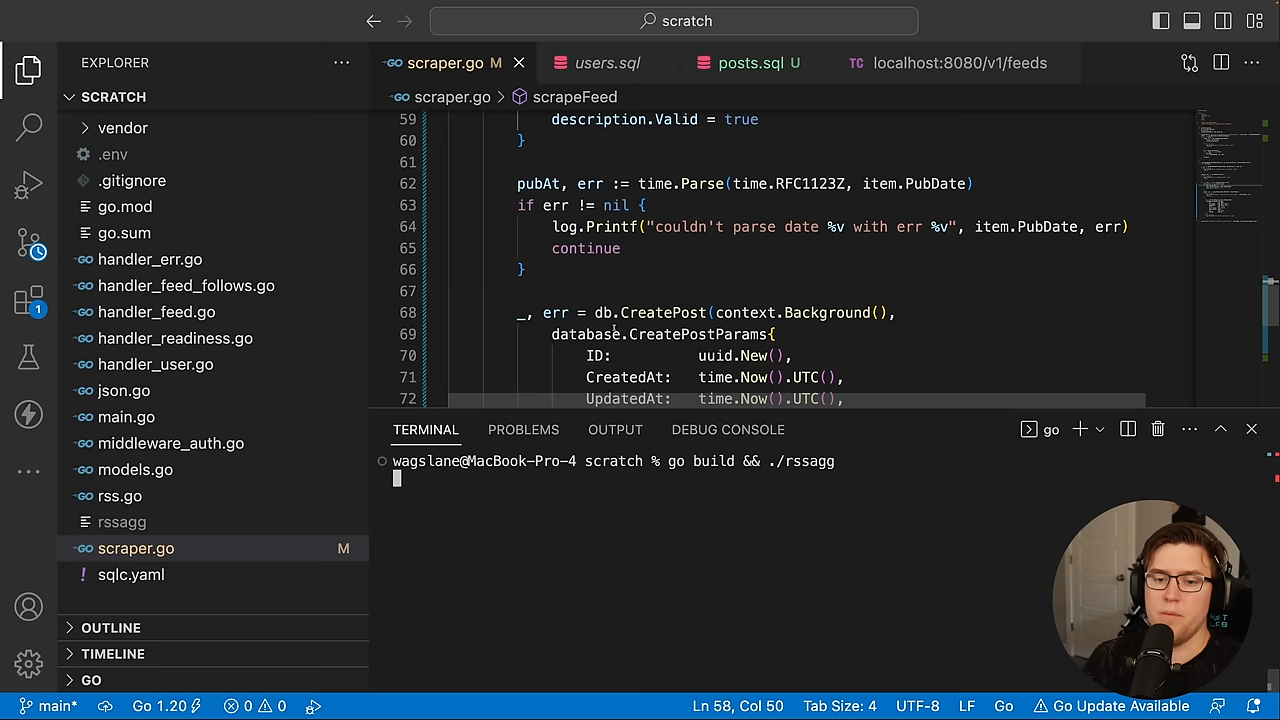 scratch
EXPLORER
scraper.go M
users.sql
posts.sql U
TC localhost:8080/v1/feeds
SCRATCH
scraper.go > scrapeFeed
vendor
.env
.gitignore
go.mod
go.sum
handler_err.go
handler_feed_follows.go
handler_feed.go
handler_readiness.go
handler_user.go
json.go
main.go
middleware_auth.go
models.go
rss.go
rssagg
scraper.go M
sqlc.yaml
OUTLINE
TIMELINE
GO
59 description.Valid = true
60 }
61
62 pubAt, err := time.Parse(time.RFC1123Z, item.PubDate)
63 if err != nil {
64 log.Printf("couldn't parse date %v with err %v", item.PubDate, err)
65 continue
66 }
67
68 _, err = db.CreatePost(context.Background(),
69 database.CreatePostParams{
70 ID: uuid.New(),
71 CreatedAt: time.Now().UTC(),
72 UpdatedAt: time.Now().UTC(),
TERMINAL PROBLEMS OUTPUT DEBUG CONSOLE
go
wagslane@MacBook-Pro-4 scratch % go build && ./rssagg
1
main* Go 1.20 0 0
Ln 58, Col 50 Tab Size: 4 UTF-8 LF Go Go Update Available